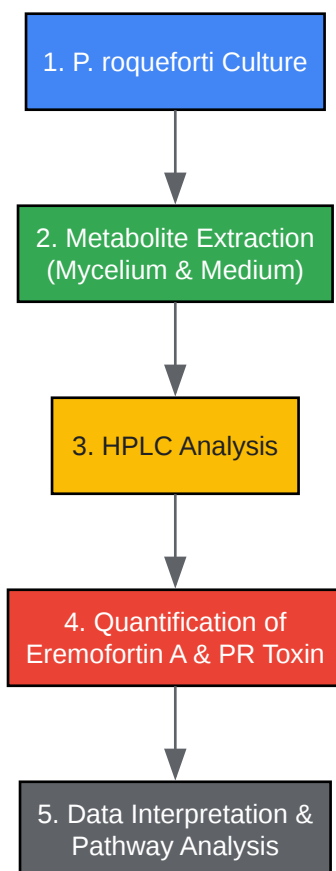 1. P. roqueforti Culture
2. Metabolite Extraction
(Mycelium & Medium)
3. HPLC Analysis
4. Quantification of
Eremofortin A & PR Toxin
5. Data Interpretation &
Pathway Analysis